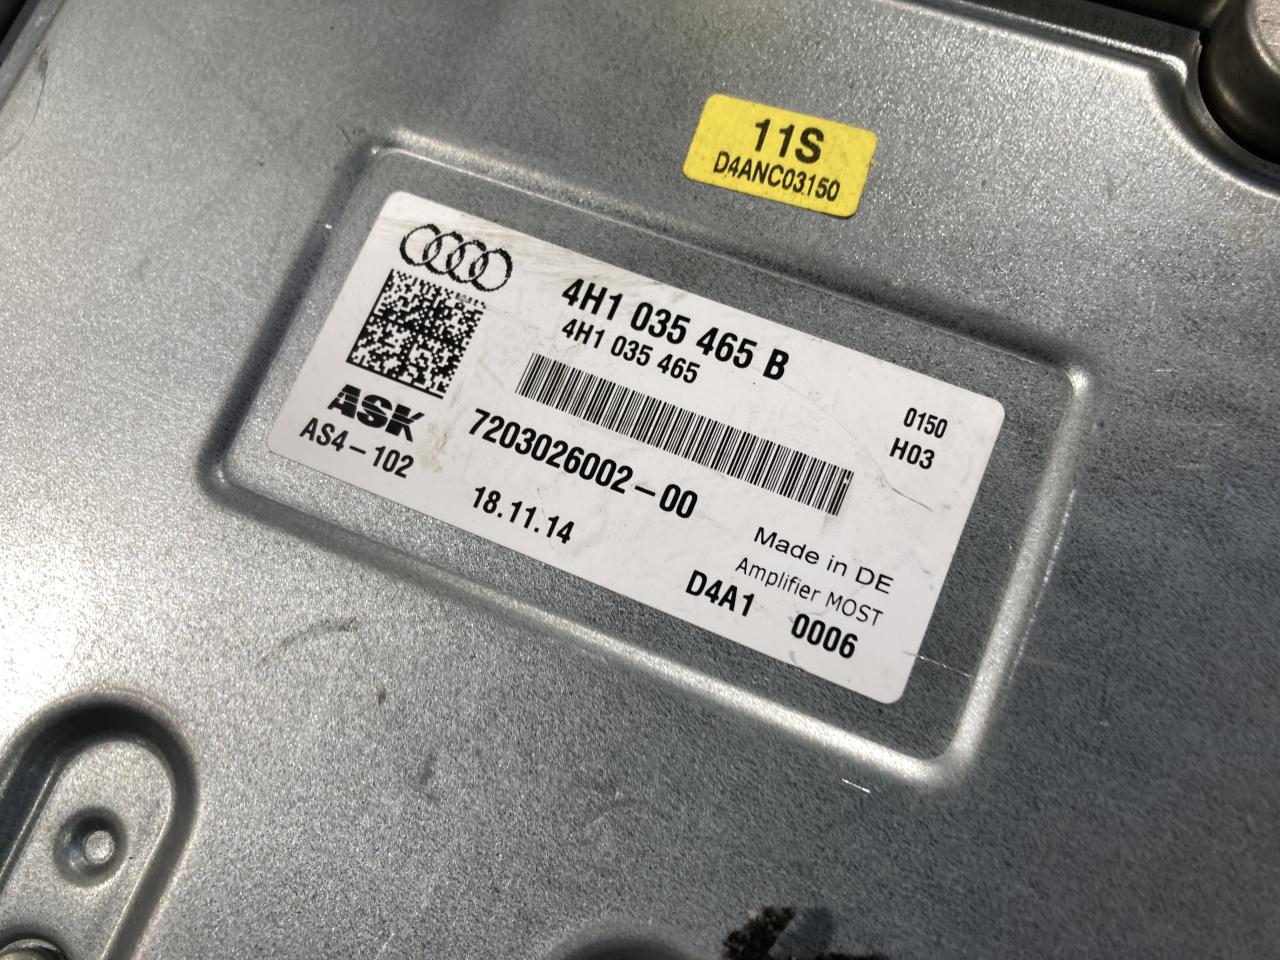 11S
D4ANC03150
4H1 035 465 B
4H1 035 465
0150
H03
ASK
AS4-102
7203026002-00
18.11.14
Made in DE
Amplifier MOST
D4A1 0006